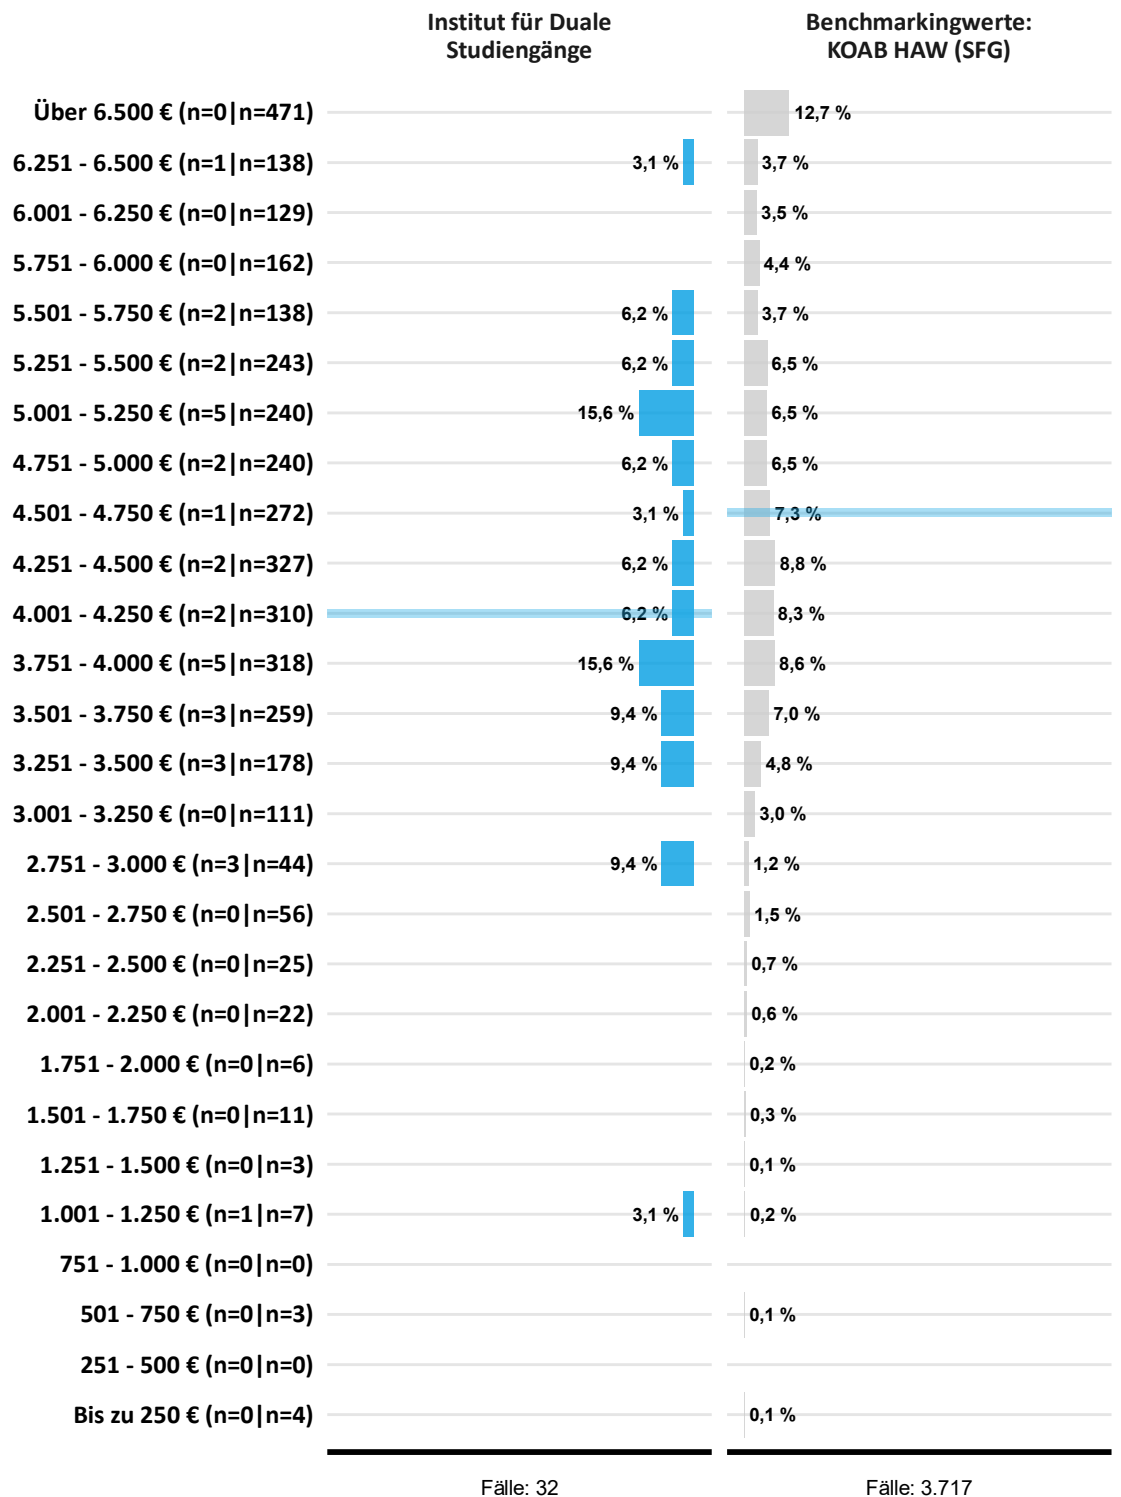 Institut für Duale Studiengänge
Benchmarkingwerte: KOAB HAW (SFG)
Über 6.500 € (n=0|n=471) 12,7 %
6.251 - 6.500 € (n=1|n=138) 3,1 % 3,7 %
6.001 - 6.250 € (n=0|n=129) 3,5 %
5.751 - 6.000 € (n=0|n=162) 4,4 %
5.501 - 5.750 € (n=2|n=138) 6,2 % 3,7 %
5.251 - 5.500 € (n=2|n=243) 6,2 % 6,5 %
5.001 - 5.250 € (n=5|n=240) 15,6 % 6,5 %
4.751 - 5.000 € (n=2|n=240) 6,2 % 6,5 %
4.501 - 4.750 € (n=1|n=272) 3,1 % 7,3 %
4.251 - 4.500 € (n=2|n=327) 6,2 % 8,8 %
4.001 - 4.250 € (n=2|n=310) 6,2 % 8,3 %
3.751 - 4.000 € (n=5|n=318) 15,6 % 8,6 %
3.501 - 3.750 € (n=3|n=259) 9,4 % 7,0 %
3.251 - 3.500 € (n=3|n=178) 9,4 % 4,8 %
3.001 - 3.250 € (n=0|n=111) 3,0 %
2.751 - 3.000 € (n=3|n=44) 9,4 % 1,2 %
2.501 - 2.750 € (n=0|n=56) 1,5 %
2.251 - 2.500 € (n=0|n=25) 0,7 %
2.001 - 2.250 € (n=0|n=22) 0,6 %
1.751 - 2.000 € (n=0|n=6) 0,2 %
1.501 - 1.750 € (n=0|n=11) 0,3 %
1.251 - 1.500 € (n=0|n=3) 0,1 %
1.001 - 1.250 € (n=1|n=7) 3,1 % 0,2 %
751 - 1.000 € (n=0|n=0)
501 - 750 € (n=0|n=3) 0,1 %
251 - 500 € (n=0|n=0)
Bis zu 250 € (n=0|n=4) 0,1 %
Fälle: 32 Fälle: 3.717